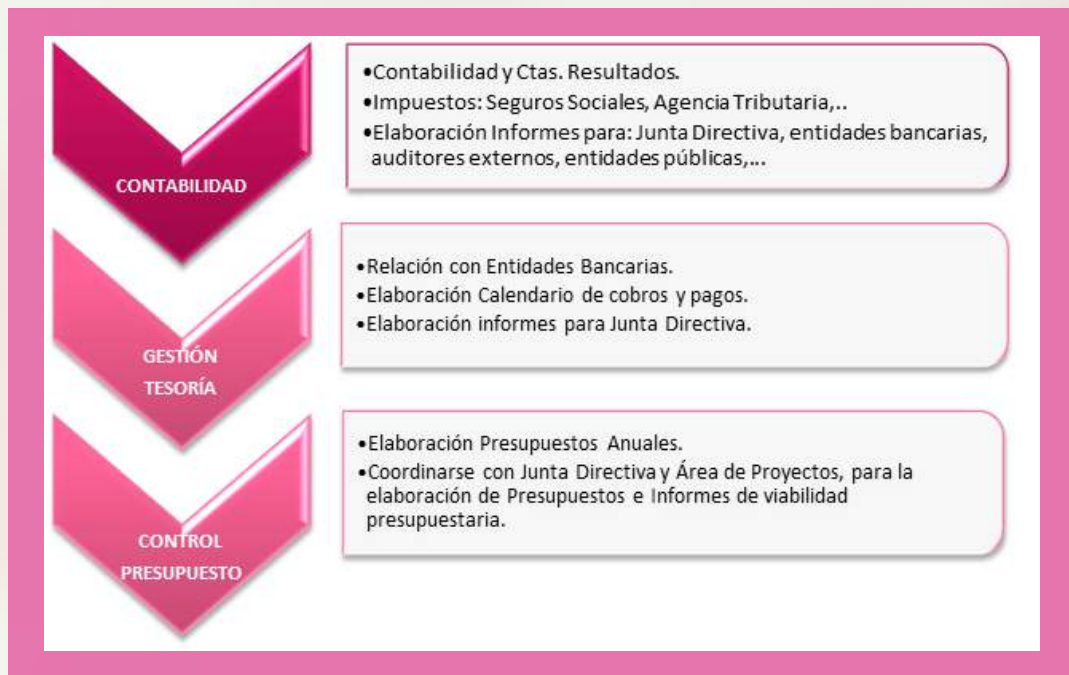 CONTABILIDAD
•Contabilidad y Ctas. Resultados.
•Impuestos: Seguros Sociales, Agencia Tributaria,..
•Elaboración Informes para: Junta Directiva, entidades bancarias,
auditores externos, entidades públicas,...
GESTIÓN
TESORÍA
•Relación con Entidades Bancarias.
•Elaboración Calendario de cobros y pagos.
•Elaboración informes para Junta Directiva.
CONTROL
PRESUPUESTO
•Elaboración Presupuestos Anuales.
•Coordinarse con Junta Directiva y Área de Proyectos, para la
elaboración de Presupuestos e Informes de viabilidad
presupuestaria.